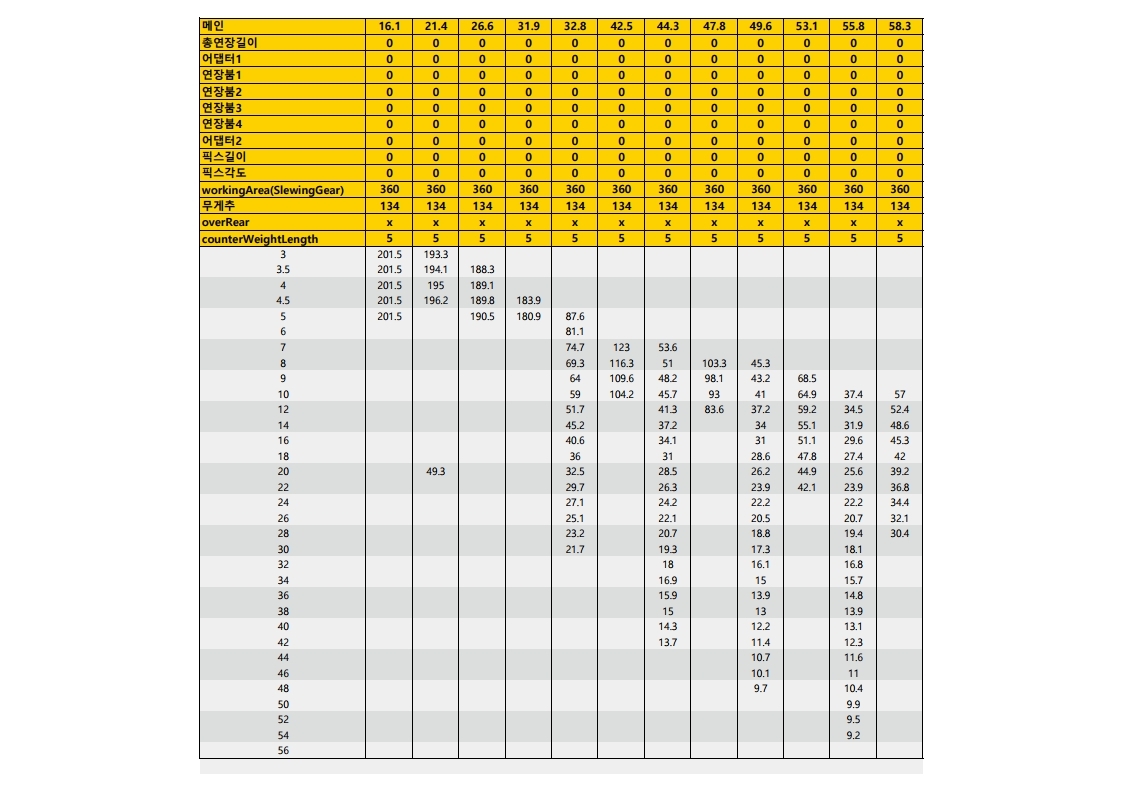 메인 16.1 21.4 26.6 31.9 32.8 42.5 44.3 47.8 49.6 53.1 55.8 58.3
총연장길이 0 0 0 0 0 0 0 0 0 0 0 0
어댑터1 0 0 0 0 0 0 0 0 0 0 0 0
연장붐1 0 0 0 0 0 0 0 0 0 0 0 0
연장붐2 0 0 0 0 0 0 0 0 0 0 0 0
연장붐3 0 0 0 0 0 0 0 0 0 0 0 0
연장붐4 0 0 0 0 0 0 0 0 0 0 0 0
어댑터2 0 0 0 0 0 0 0 0 0 0 0 0
픽스길이 0 0 0 0 0 0 0 0 0 0 0 0
픽스각도 0 0 0 0 0 0 0 0 0 0 0 0
workingArea(SlewingGear) 360 360 360 360 360 360 360 360 360 360 360 360
무게추 134 134 134 134 134 134 134 134 134 134 134 134
overRear x x x x x x x x x x x x
counterWeightLength 5 5 5 5 5 5 5 5 5 5 5 5
3 201.5 193.3
3.5 201.5 194.1 188.3
4 201.5 195 189.1
4.5 201.5 196.2 189.8 183.9
5 201.5 190.5 180.9 87.6
6 81.1
7 74.7 123 53.6
8 69.3 116.3 51 103.3 45.3
9 64 109.6 48.2 98.1 43.2 68.5
10 59 104.2 45.7 93 41 64.9 37.4 57
12 51.7 41.3 83.6 37.2 59.2 34.5 52.4
14 45.2 37.2 34 55.1 31.9 48.6
16 40.6 34.1 31 51.1 29.6 45.3
18 36 31 28.6 47.8 27.4 42
20 49.3 32.5 28.5 26.2 44.9 25.6 39.2
22 29.7 26.3 23.9 42.1 23.9 36.8
24 27.1 24.2 22.2 22.2 34.4
26 25.1 22.1 20.5 20.7 32.1
28 23.2 20.7 18.8 19.4 30.4
30 21.7 19.3 17.3 18.1
32 18 16.1 16.8
34 16.9 15 15.7
36 15.9 13.9 14.8
38 15 13 13.9
40 14.3 12.2 13.1
42 13.7 11.4 12.3
44 10.7 11.6
46 10.1 11
48 9.7 10.4
50 9.9
52 9.5
54 9.2
56